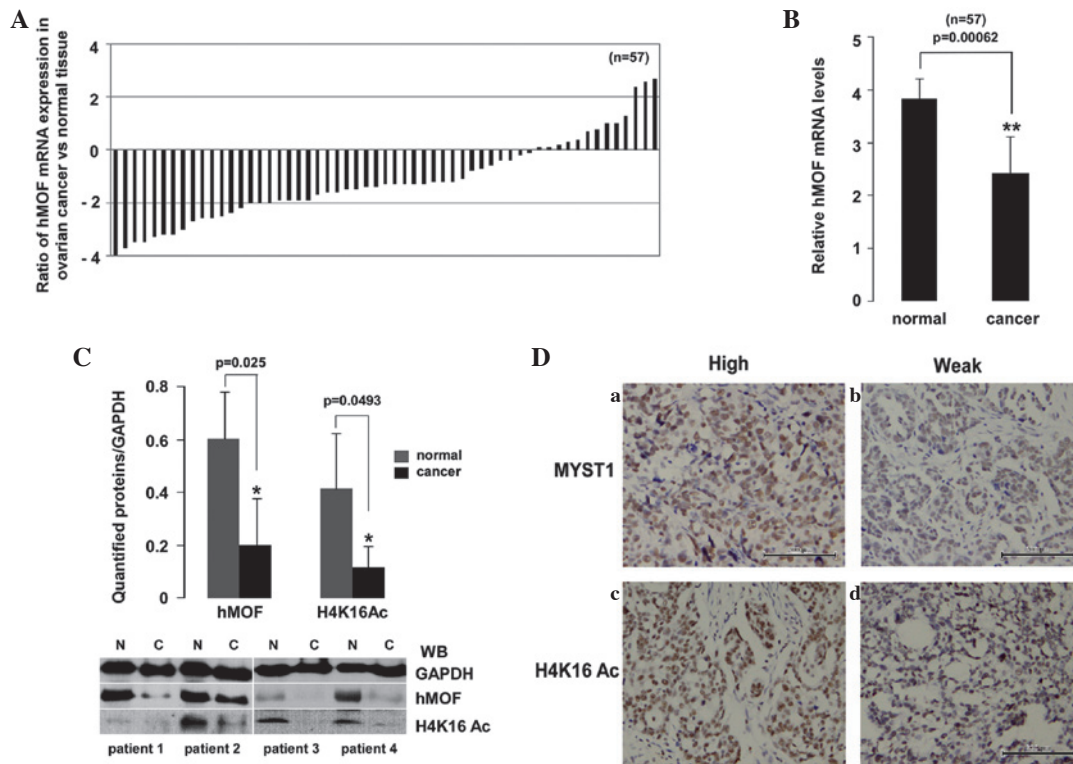 A
Ratio of hMOF mRNA expression in
ovarian cancer vs normal tissue
4
2
0
- 2
- 4
(n=57)
B
(n=57)
p=0.00062
Relative hMOF mRNA levels
5
4
3
2
1
0
**
normal
cancer
C
Quantified proteins/GAPDH
0.8
0.6
0.4
0.2
0
p=0.025
p=0.0493
*
*
normal
cancer
hMOF
H4K16Ac
N C N C N C N C
WB
GAPDH
hMOF
H4K16 Ac
patient 1 patient 2 patient 3 patient 4
D
High
Weak
MYST1
a
b
H4K16 Ac
c
d